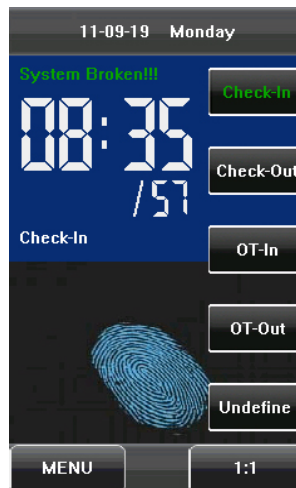 11-09-19 Monday
System Broken!!!
Check-In
08:35
/57
Check-Out
Check-In
OT-In
OT-Out
Undefine
MENU
1:1